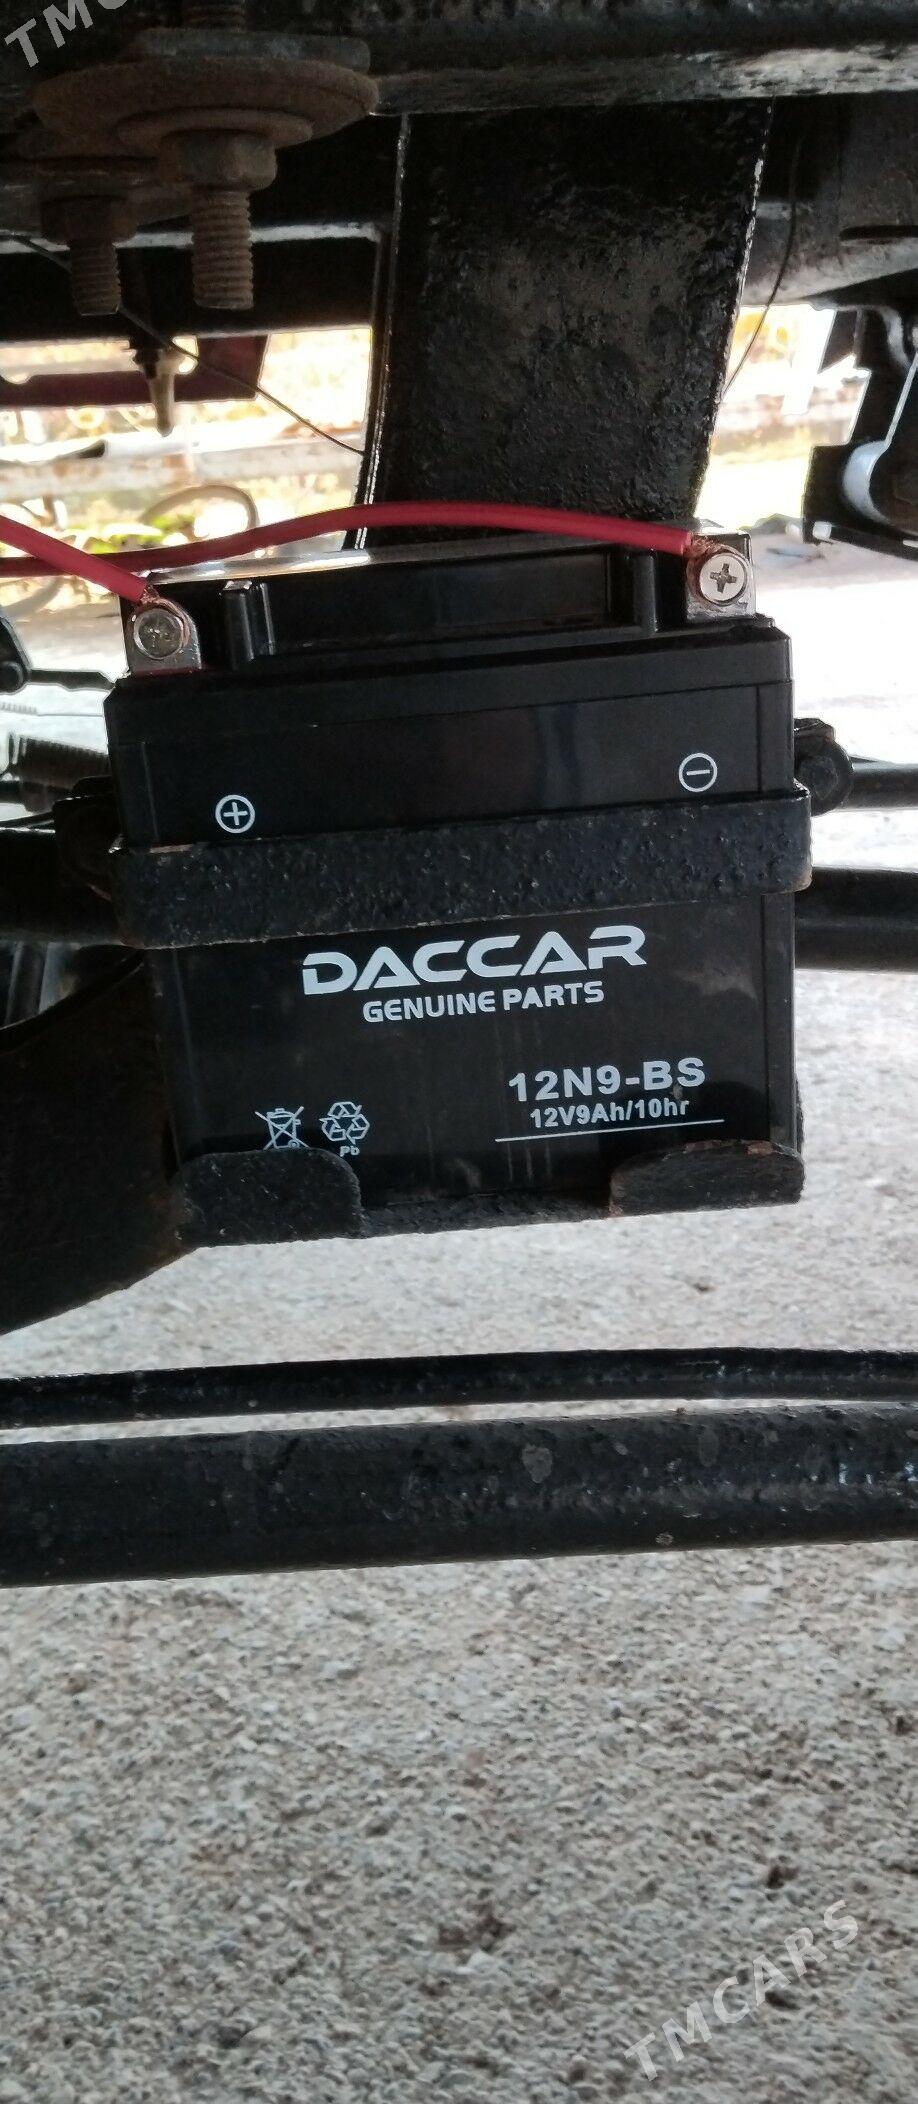 TMC
+
−
DACCAR
GENUINE PARTS
12N9-BS
12V9Ah/10hr
Pb
TMCARS